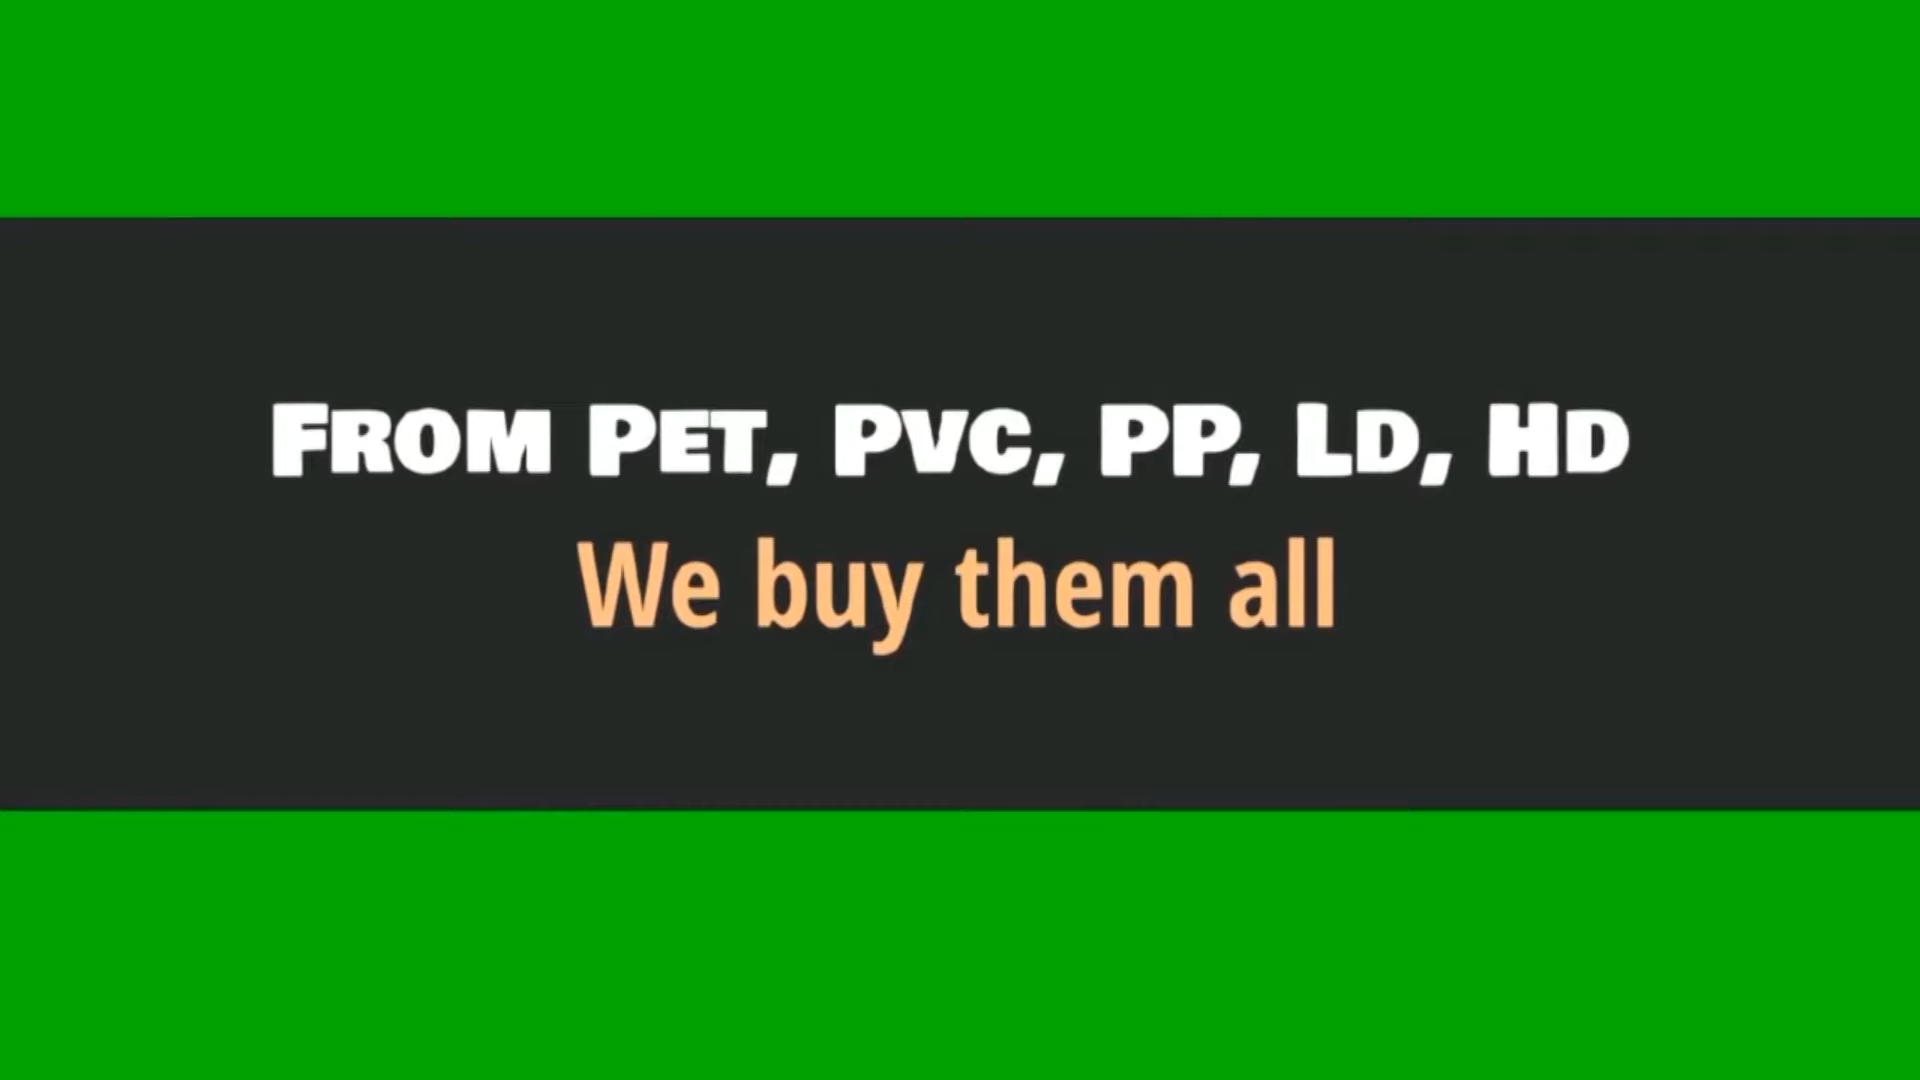 From Pet, Pvc, PP, Ld, Hd
We buy them all